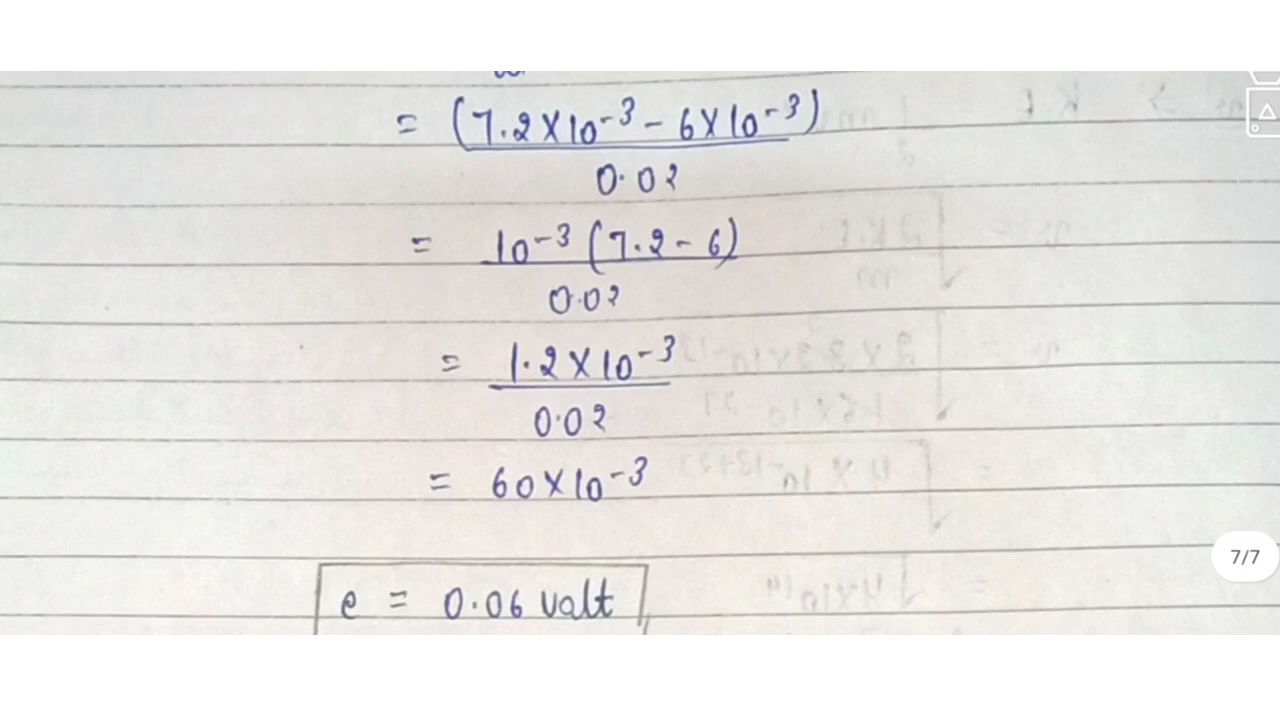 = (7.2×10⁻³ - 6×10⁻³)
0.02
= 10⁻³ (7.2 - 6)
0.02
= 1.2×10⁻³
0.02
= 60×10⁻³
7/7
e = 0.06 valt